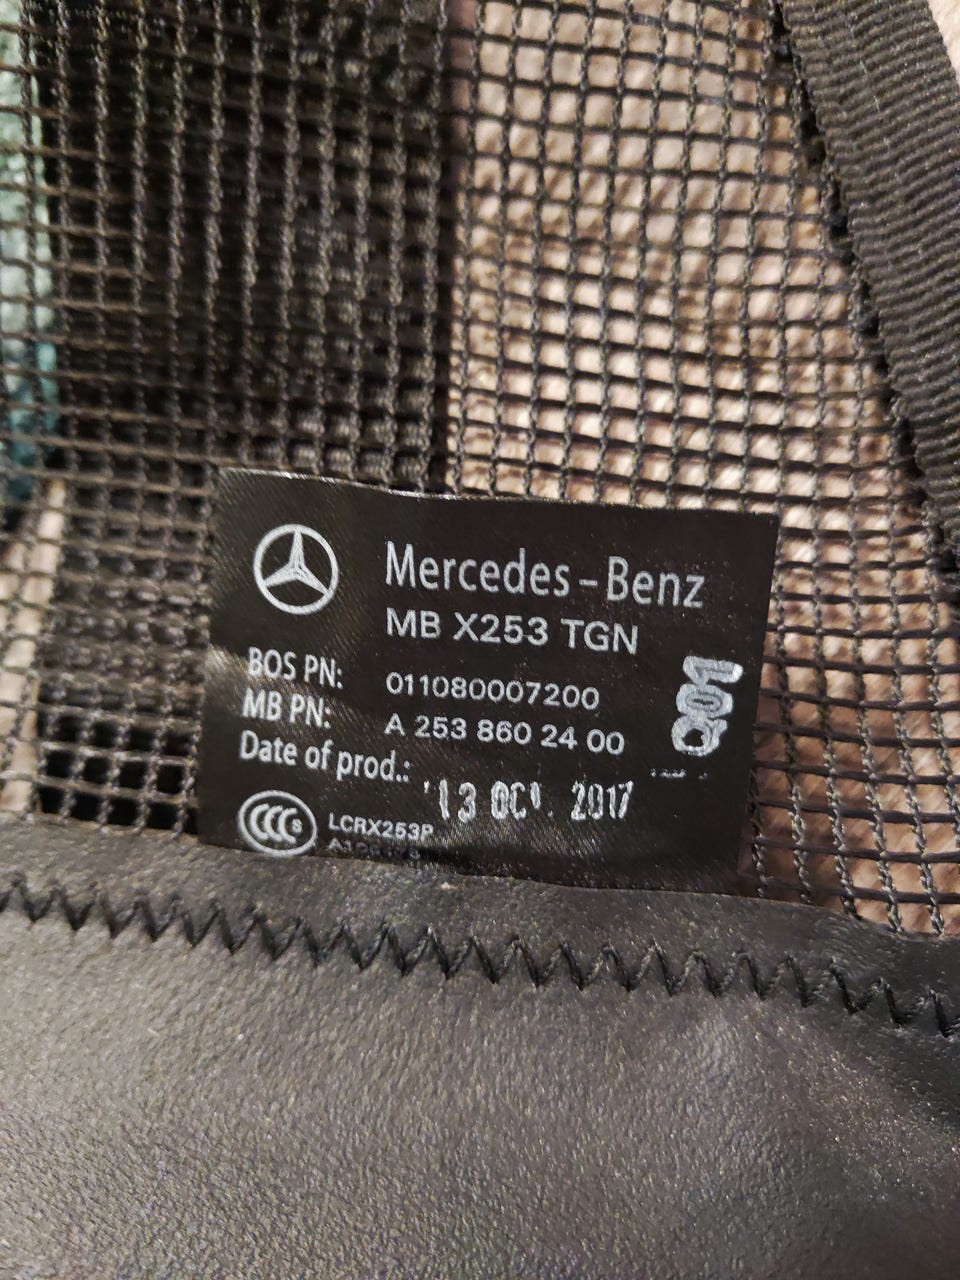 Mercedes-Benz
MB X253 TGN
BOS PN: 011080007200
MB PN: A 253 860 24 00
Date of prod.: 13 OCT. 2017
CCC S
LCRX253P